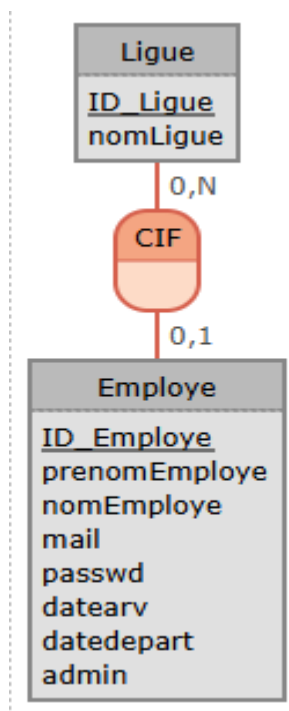 Ligue
ID_Ligue
nomLigue
0,N
CIF
0,1
Employe
ID_Employe
prenomEmploye
nomEmploye
mail
passwd
datearv
datedepart
admin